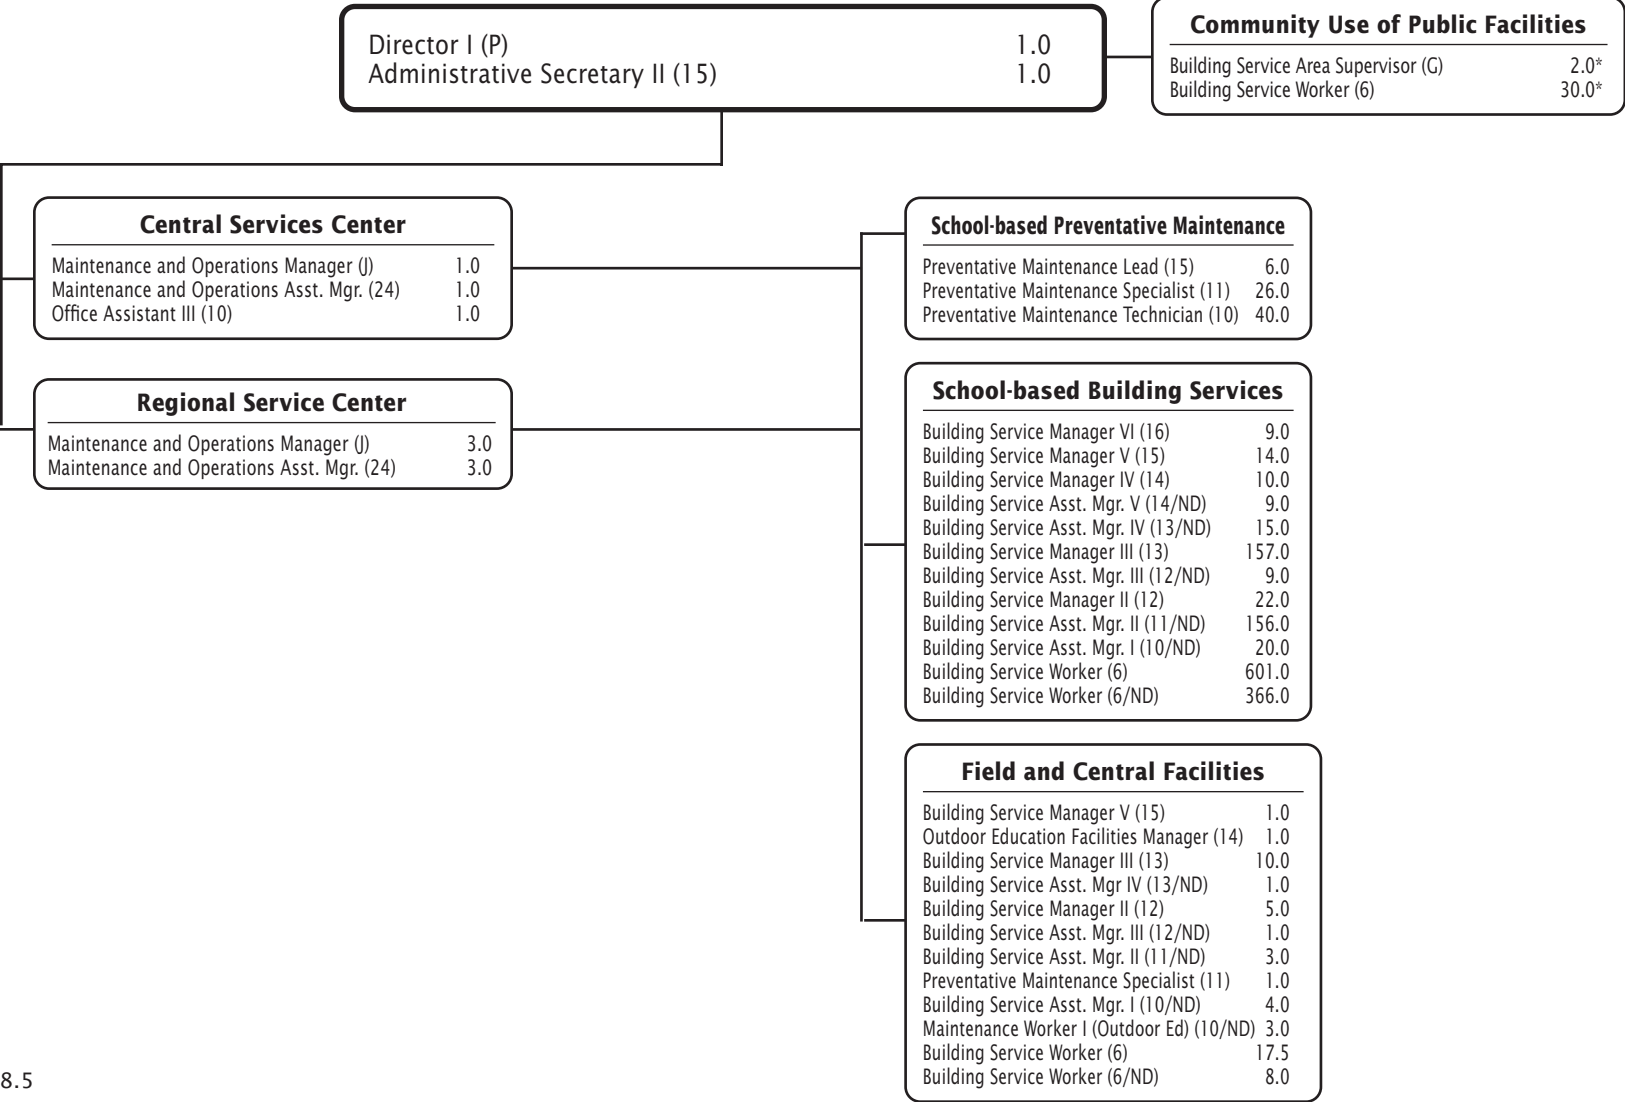 Director I (P) 1.0
Administrative Secretary II (15) 1.0
Community Use of Public Facilities
Building Service Area Supervisor (G) 2.0*
Building Service Worker (6) 30.0*
Central Services Center
Maintenance and Operations Manager (J) 1.0
Maintenance and Operations Asst. Mgr. (24) 1.0
Office Assistant III (10) 1.0
Regional Service Center
Maintenance and Operations Manager (J) 3.0
Maintenance and Operations Asst. Mgr. (24) 3.0
School-based Preventative Maintenance
Preventative Maintenance Lead (15) 6.0
Preventative Maintenance Specialist (11) 26.0
Preventative Maintenance Technician (10) 40.0
School-based Building Services
Building Service Manager VI (16) 9.0
Building Service Manager V (15) 14.0
Building Service Manager IV (14) 10.0
Building Service Asst. Mgr. V (14/ND) 9.0
Building Service Asst. Mgr. IV (13/ND) 15.0
Building Service Manager III (13) 157.0
Building Service Asst. Mgr. III (12/ND) 9.0
Building Service Manager II (12) 22.0
Building Service Asst. Mgr. II (11/ND) 156.0
Building Service Asst. Mgr. I (10/ND) 20.0
Building Service Worker (6) 601.0
Building Service Worker (6/ND) 366.0
Field and Central Facilities
Building Service Manager V (15) 1.0
Outdoor Education Facilities Manager (14) 1.0
Building Service Manager III (13) 10.0
Building Service Asst. Mgr IV (13/ND) 1.0
Building Service Manager II (12) 5.0
Building Service Asst. Mgr. III (12/ND) 1.0
Building Service Asst. Mgr. II (11/ND) 3.0
Preventative Maintenance Specialist (11) 1.0
Building Service Asst. Mgr. I (10/ND) 4.0
Maintenance Worker I (Outdoor Ed) (10/ND) 3.0
Building Service Worker (6) 17.5
Building Service Worker (6/ND) 8.0
8.5